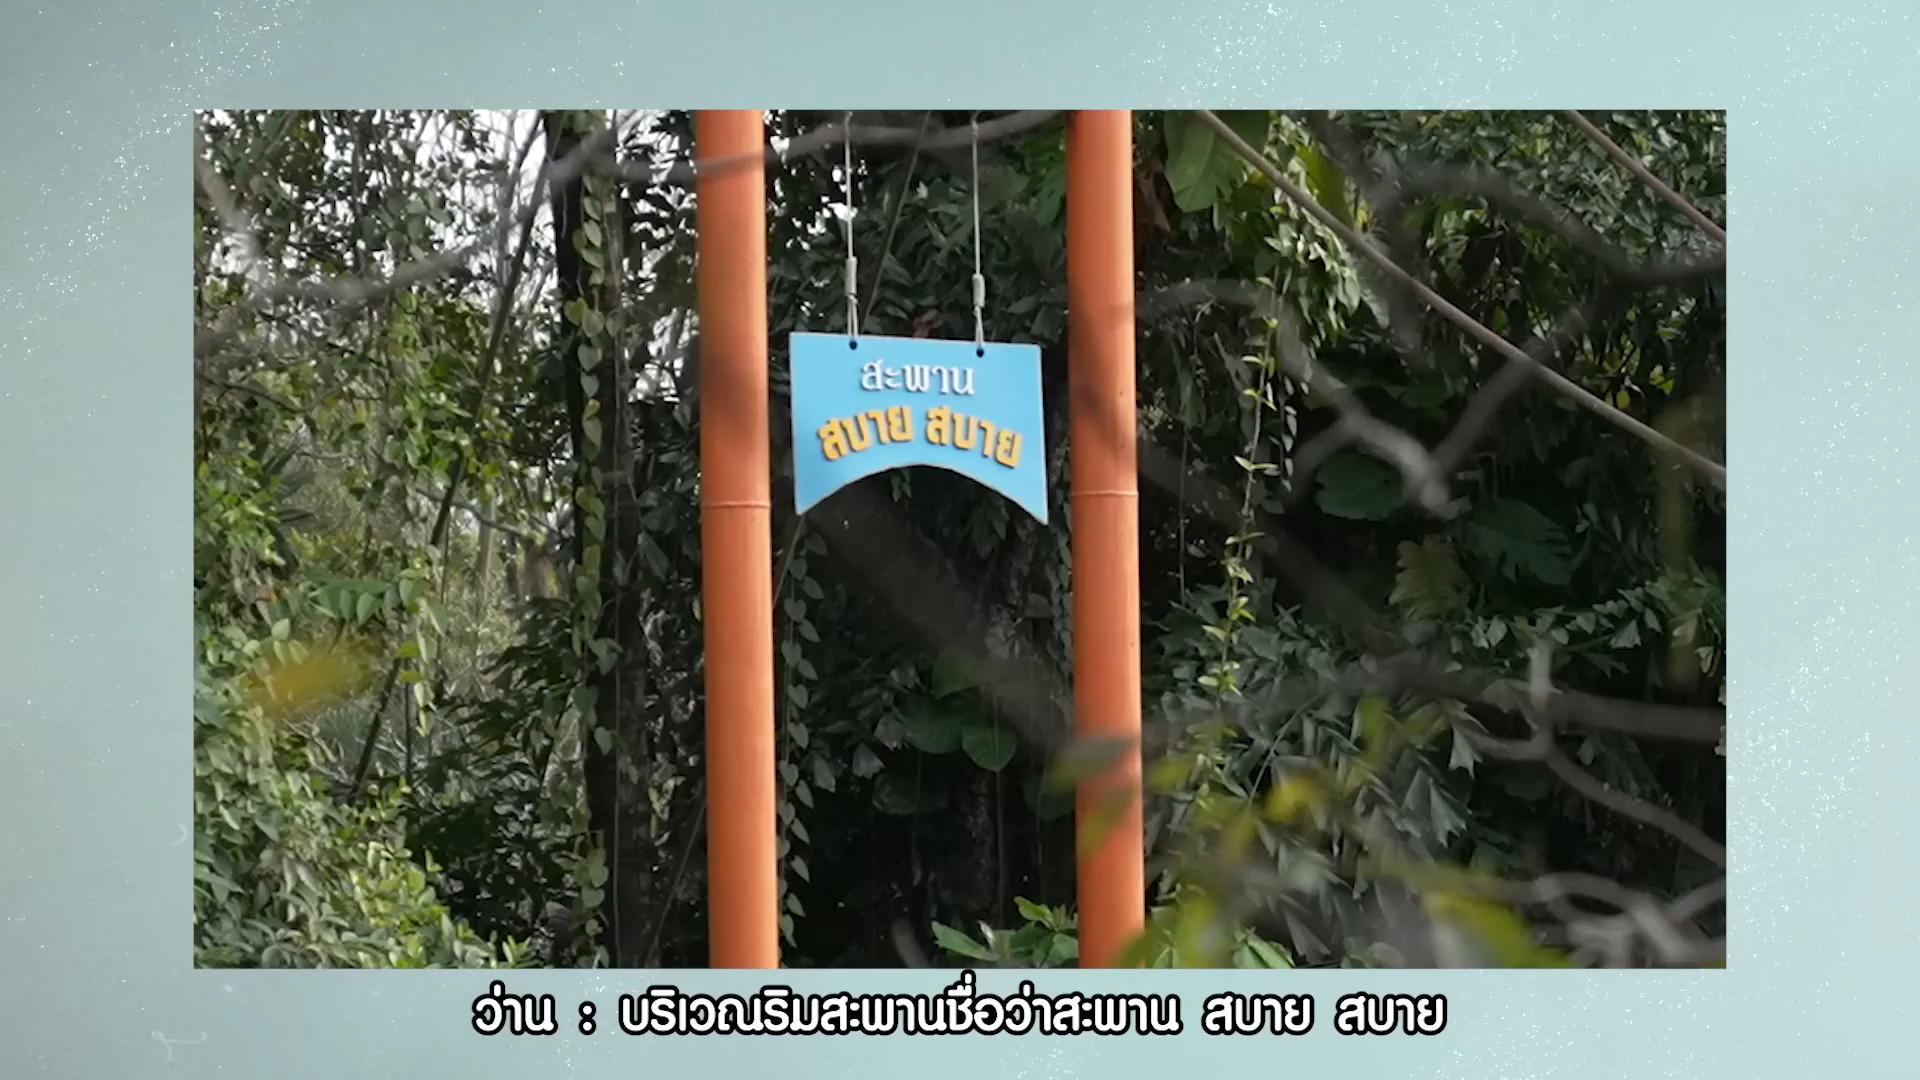 สะพาน
สบาย สบาย
ว่าน : บริเวณริมสะพานชื่อว่าสะพาน สบาย สบาย